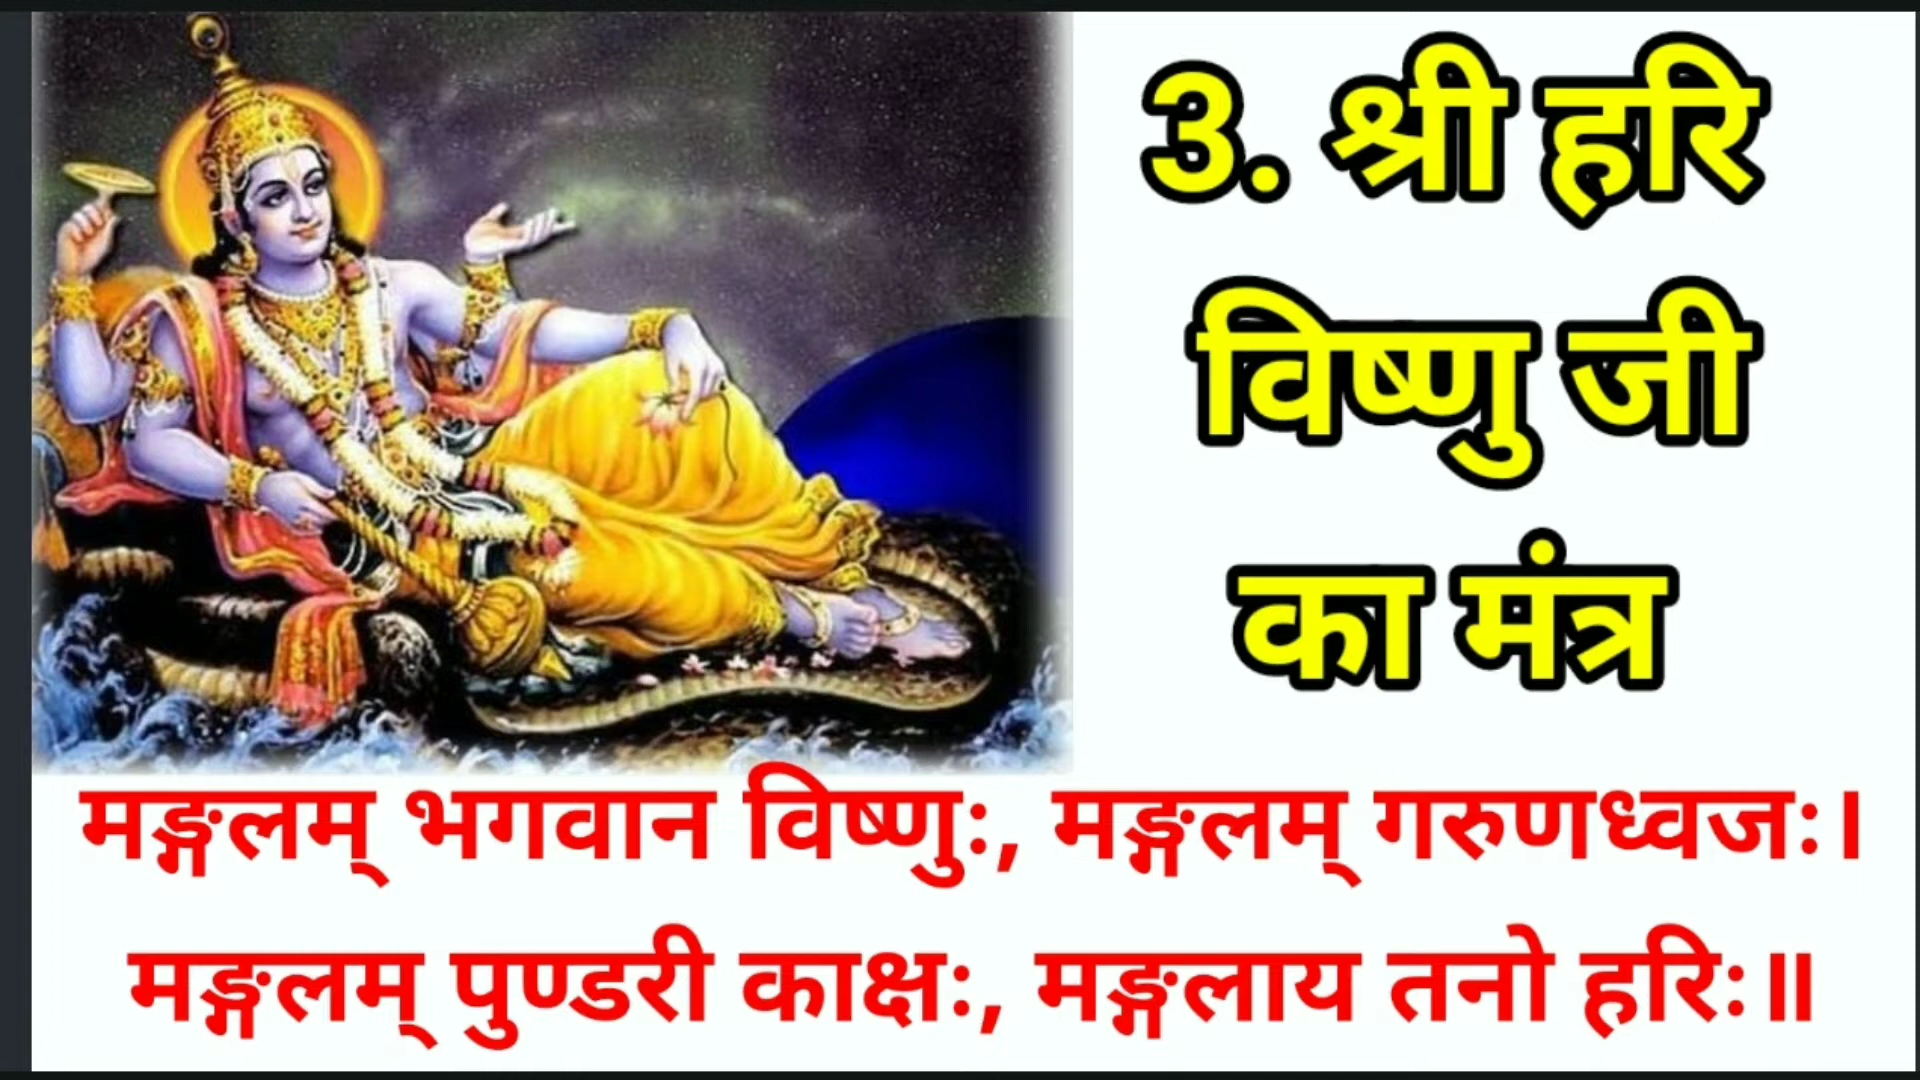 3. श्री हरि
विष्णु जी
का मंत्र
मङ्गलम् भगवान विष्णुः, मङ्गलम् गरुणध्वजः।
मङ्गलम् पुण्डरी काक्षः, मङ्गलाय तनो हरिः॥